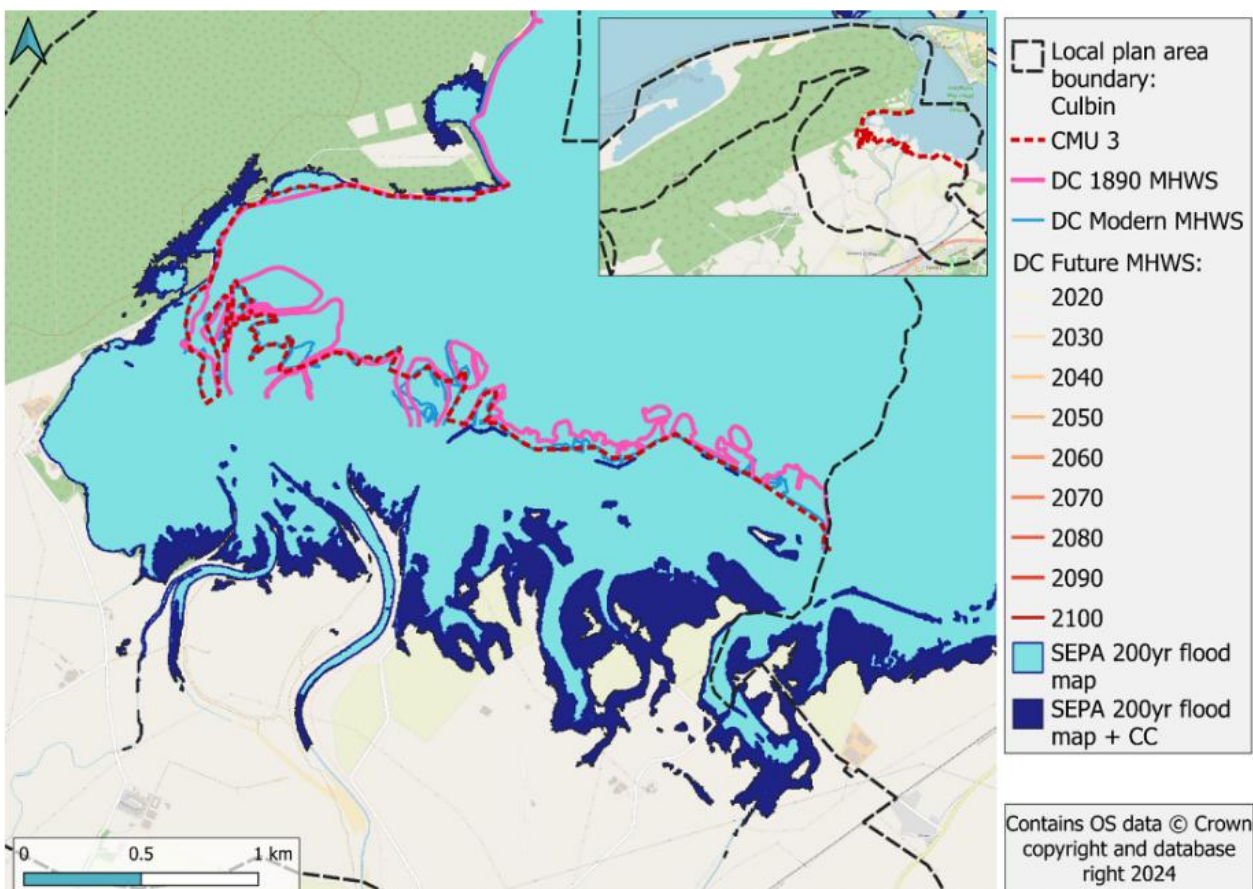 Local plan area
boundary:
Culbin
CMU 3
DC 1890 MHWS
DC Modern MHWS
DC Future MHWS:
2020
2030
2040
2050
2060
2070
2080
2090
2100
SEPA 200yr flood
map
SEPA 200yr flood
map + CC
0 0.5 1 km
Contains OS data © Crown
copyright and database
right 2024